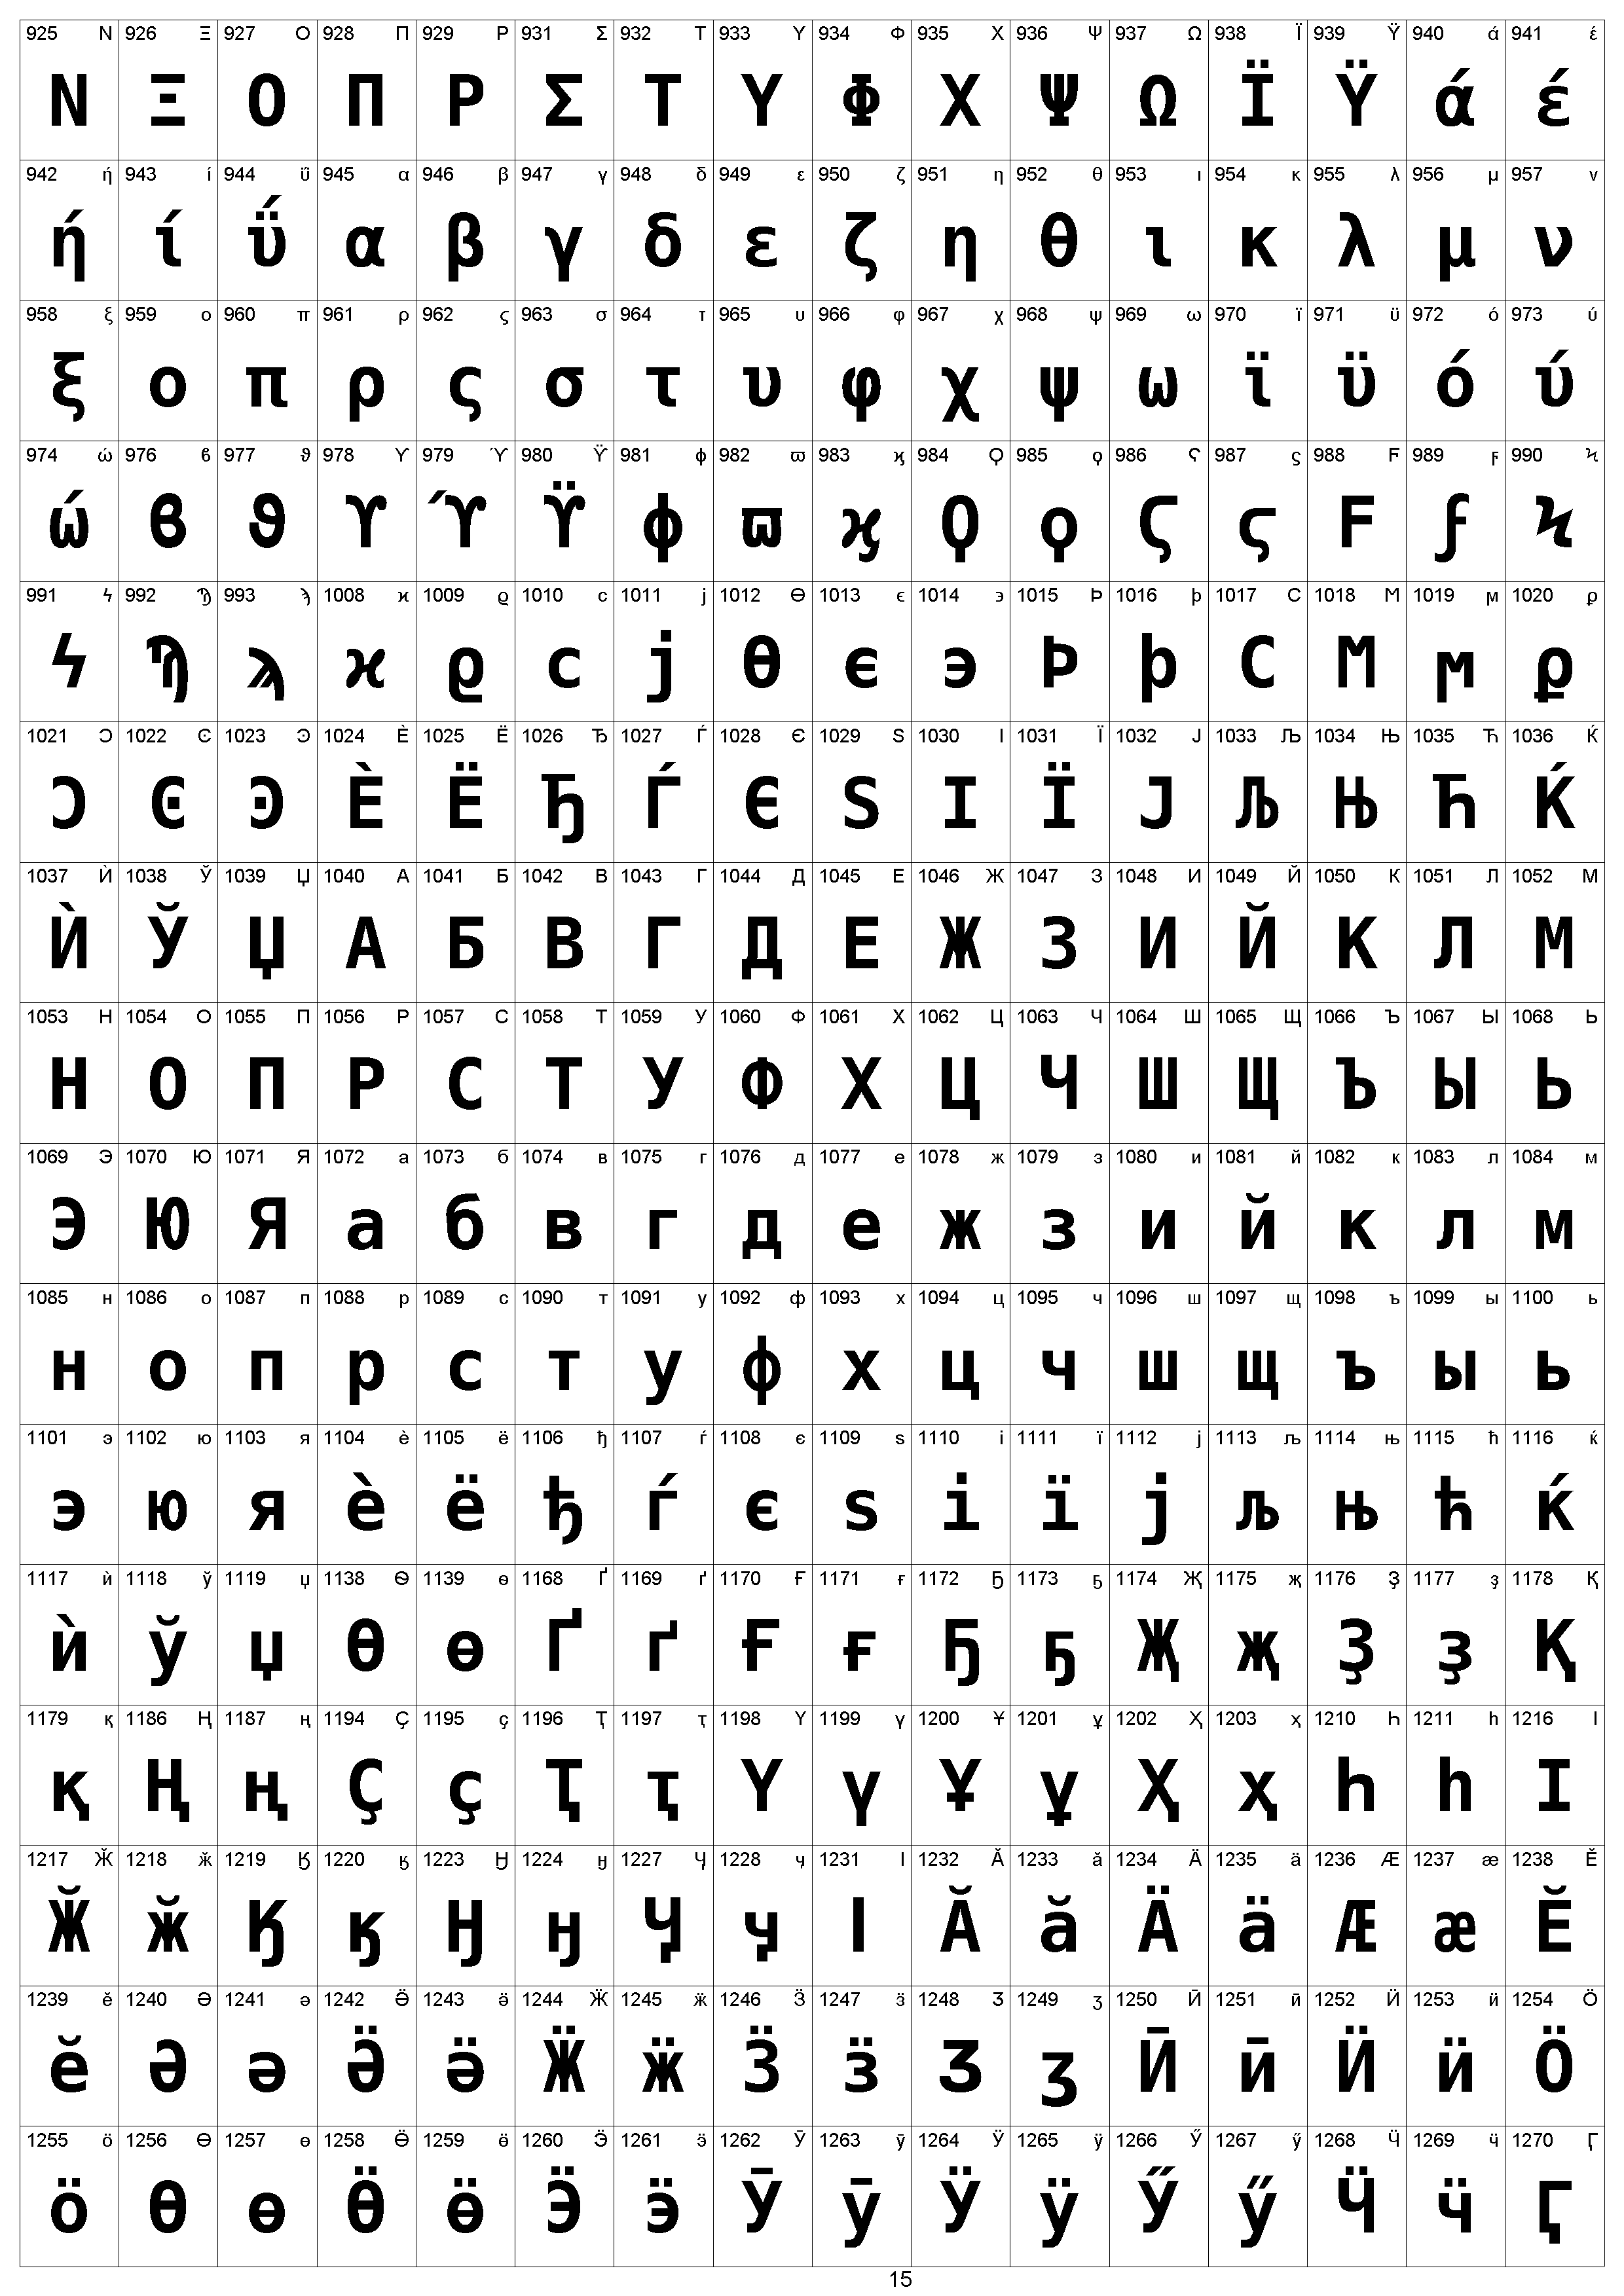 925 Ν 926 Ξ 927 Ο 928 Π 929 Ρ 931 Σ 932 Τ 933 Υ 934 Φ 935 Χ 936 Ψ 937 Ω 938 Ϊ 939 Ϋ 940 ά 941 έ
Ν Ξ Ο Π Ρ Σ Τ Υ Φ Χ Ψ Ω Ϊ Ϋ ά έ
942 ή 943 ί 944 ΰ 945 α 946 β 947 γ 948 δ 949 ε 950 ζ 951 η 952 θ 953 ι 954 κ 955 λ 956 μ 957 ν
ή ί ΰ α β γ δ ε ζ η θ ι κ λ μ ν
958 ξ 959 ο 960 π 961 ρ 962 ς 963 σ 964 τ 965 υ 966 φ 967 χ 968 ψ 969 ω 970 ϊ 971 ϋ 972 ό 973 ύ
ξ ο π ρ ς σ τ υ φ χ ψ ω ϊ ϋ ό ύ
974 ώ 976 ϐ 977 ϑ 978 ϒ 979 ϓ 980 ϔ 981 ϕ 982 ϖ 983 ϗ 984 Ϙ 985 ϙ 986 Ϛ 987 ϛ 988 Ϝ 989 ϝ 990 Ϟ
ώ ϐ ϑ ϒ ϓ ϔ ϕ ϖ ϗ Ϙ ϙ Ϛ ϛ Ϝ ϝ Ϟ
991 ϟ 992 Ϡ 993 ϡ 1008 ϰ 1009 ϱ 1010 ϲ 1011 ϳ 1012 ϴ 1013 ϵ 1014 ϶ 1015 Ϸ 1016 ϸ 1017 Ϲ 1018 Ϻ 1019 ϻ 1020 ϼ
ϟ Ϡ ϡ ϰ ϱ ϲ ϳ ϴ ϵ ϶ Ϸ ϸ Ϲ Ϻ ϻ ϼ
1021 Ͻ 1022 Ͼ 1023 Ͽ 1024 Ѐ 1025 Ё 1026 Ђ 1027 Ѓ 1028 Є 1029 Ѕ 1030 І 1031 Ї 1032 Ј 1033 Љ 1034 Њ 1035 Ћ 1036 Ќ
Ͻ Ͼ Ͽ Ѐ Ё Ђ Ѓ Є Ѕ І Ї Ј Љ Њ Ћ Ќ
1037 Ѝ 1038 Ў 1039 Џ 1040 А 1041 Б 1042 В 1043 Г 1044 Д 1045 Е 1046 Ж 1047 З 1048 И 1049 Й 1050 К 1051 Л 1052 М
Ѝ Ў Џ А Б В Г Д Е Ж З И Й К Л М
1053 Н 1054 О 1055 П 1056 Р 1057 С 1058 Т 1059 У 1060 Ф 1061 Х 1062 Ц 1063 Ч 1064 Ш 1065 Щ 1066 Ъ 1067 Ы 1068 Ь
Н О П Р С Т У Ф Х Ц Ч Ш Щ Ъ Ы Ь
1069 Э 1070 Ю 1071 Я 1072 а 1073 б 1074 в 1075 г 1076 д 1077 е 1078 ж 1079 з 1080 и 1081 й 1082 к 1083 л 1084 м
Э Ю Я а б в г д е ж з и й к л м
1085 н 1086 о 1087 п 1088 р 1089 с 1090 т 1091 у 1092 ф 1093 х 1094 ц 1095 ч 1096 ш 1097 щ 1098 ъ 1099 ы 1100 ь
н о п р с т у ф х ц ч ш щ ъ ы ь
1101 э 1102 ю 1103 я 1104 ѐ 1105 ё 1106 ђ 1107 ѓ 1108 є 1109 ѕ 1110 і 1111 ї 1112 ј 1113 љ 1114 њ 1115 ћ 1116 ќ
э ю я ѐ ё ђ ѓ є ѕ і ї ј љ њ ћ ќ
1117 ѝ 1118 ў 1119 џ 1138 Ѳ 1139 ѳ 1168 Ґ 1169 ґ 1170 Ғ 1171 ғ 1172 Ҕ 1173 ҕ 1174 Җ 1175 җ 1176 Ҙ 1177 ҙ 1178 Қ
ѝ ў џ Ѳ ѳ Ґ ґ Ғ ғ Ҕ ҕ Җ җ Ҙ ҙ Қ
1179 қ 1186 Ң 1187 ң 1194 Ҫ 1195 ҫ 1196 Ҭ 1197 ҭ 1198 Ү 1199 ү 1200 Ұ 1201 ұ 1202 Ҳ 1203 ҳ 1210 Һ 1211 һ 1216 Ӏ
қ Ң ң Ҫ ҫ Ҭ ҭ Ү ү Ұ ұ Ҳ ҳ Һ һ Ӏ
1217 Ӂ 1218 ӂ 1219 Ӄ 1220 ӄ 1223 Ӈ 1224 ӈ 1227 Ӌ 1228 ӌ 1231 ӏ 1232 Ӑ 1233 ӑ 1234 Ӓ 1235 ӓ 1236 Ӕ 1237 ӕ 1238 Ӗ
Ӂ ӂ Ӄ ӄ Ӈ ӈ Ӌ ӌ ӏ Ӑ ӑ Ӓ ӓ Ӕ ӕ Ӗ
1239 ӗ 1240 Ә 1241 ә 1242 Ӛ 1243 ӛ 1244 Ӝ 1245 ӝ 1246 Ӟ 1247 ӟ 1248 Ӡ 1249 ӡ 1250 Ӣ 1251 ӣ 1252 Ӥ 1253 ӥ 1254 Ӧ
ӗ Ә ә Ӛ ӛ Ӝ ӝ Ӟ ӟ Ӡ ӡ Ӣ ӣ Ӥ ӥ Ӧ
1255 ӧ 1256 Ө 1257 ө 1258 Ӫ 1259 ӫ 1260 Ӭ 1261 ӭ 1262 Ӯ 1263 ӯ 1264 Ӱ 1265 ӱ 1266 Ӳ 1267 ӳ 1268 Ӵ 1269 ӵ 1270 Ӷ
ӧ Ө ө Ӫ ӫ Ӭ ӭ Ӯ ӯ Ӱ ӱ Ӳ ӳ Ӵ ӵ Ӷ
15